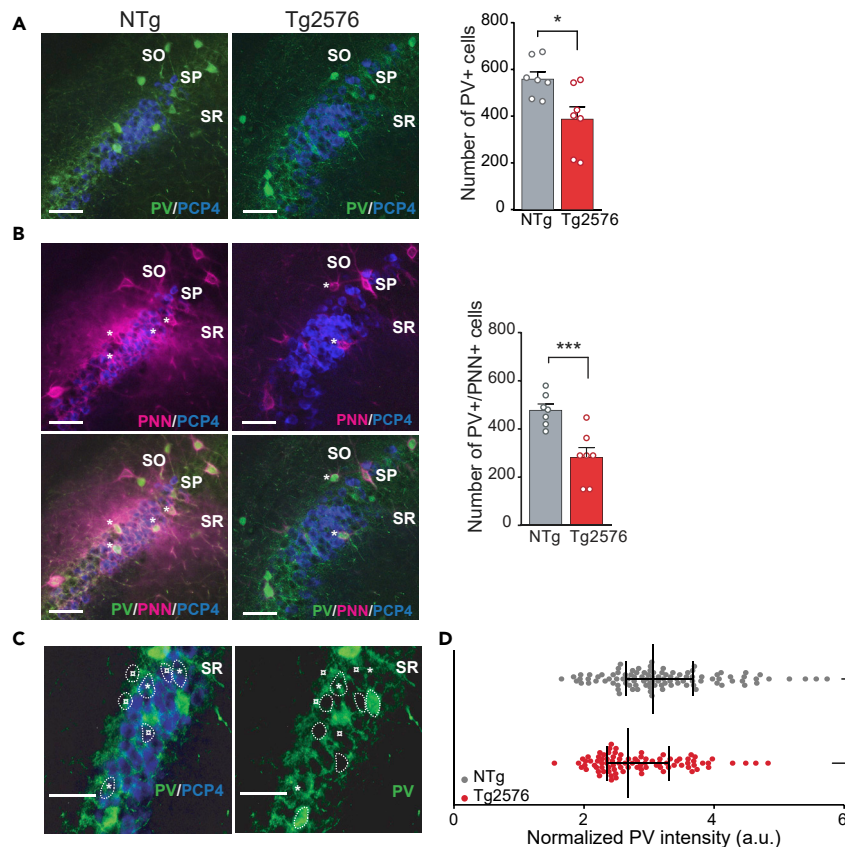 NTg
Tg2576
A
SO
SP
SR
PV/PCP4
SO
SP
SR
PV/PCP4
Number of PV+ cells
800
600
400
200
0
*
NTg
Tg2576
B
SO
SP
SR
*
*
*
*
PNN/PCP4
SO
SP
SR
*
*
PNN/PCP4
SO
SP
SR
*
*
*
*
PV/PNN/PCP4
SO
SP
SR
*
*
PV/PNN/PCP4
Number of PV+/PNN+ cells
800
600
400
200
0
***
NTg
Tg2576
C
SR
¤
¤
*
*
¤
¤
*
PV/PCP4
SR
¤
*
*
¤
¤
*
PV
D
NTg
Tg2576
0
2
4
6
Normalized PV intensity (a.u.)